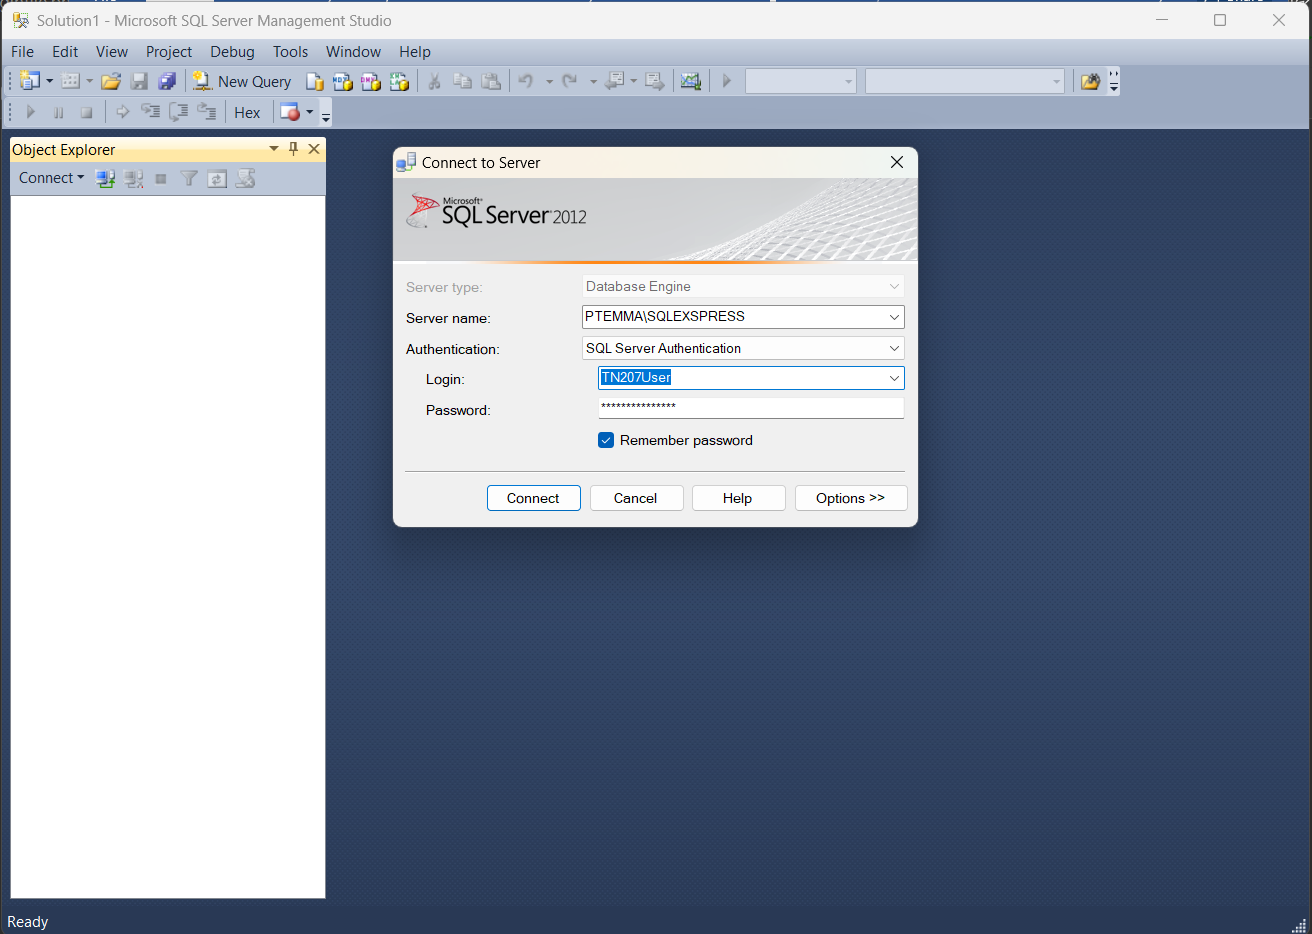 Solution1 - Microsoft SQL Server Management Studio
File Edit View Project Debug Tools Window Help
New Query
Hex
Object Explorer
Connect
Connect to Server
Microsoft®
SQL Server 2012
Server type: Database Engine
Server name: PTEMMA\SQLEXSPRESS
Authentication: SQL Server Authentication
Login: TN207User
Password: ***************
Remember password
Connect Cancel Help Options >>
Ready